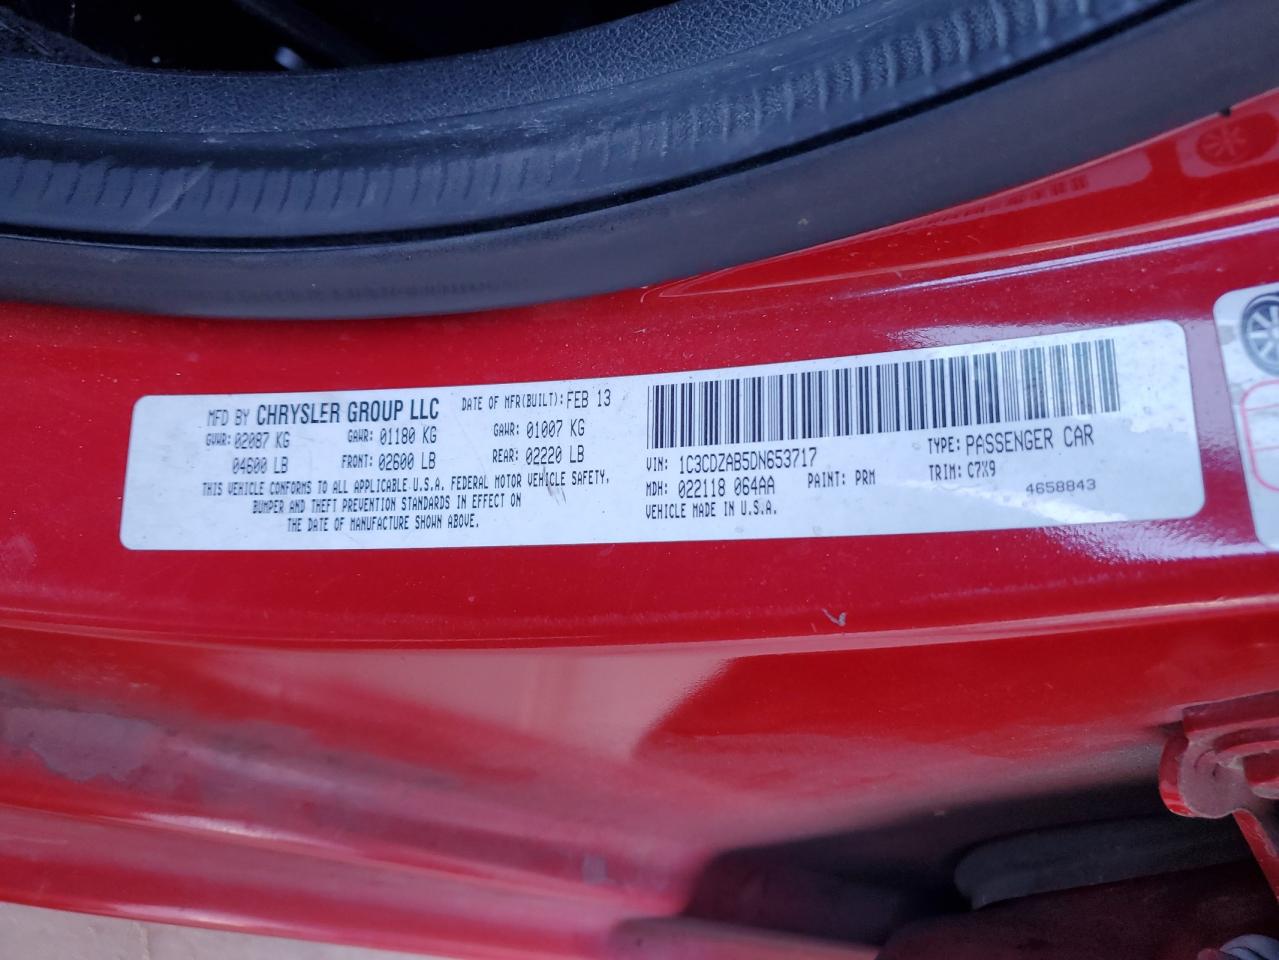 MFD BY CHRYSLER GROUP LLC DATE OF MFR(BUILT): FEB 13
GVWR: 02087 KG GAWR: 01180 KG GAWR: 01007 KG
04600 LB FRONT: 02600 LB REAR: 02220 LB
THIS VEHICLE CONFORMS TO ALL APPLICABLE U.S.A. FEDERAL MOTOR VEHICLE SAFETY,
BUMPER AND THEFT PREVENTION STANDARDS IN EFFECT ON
THE DATE OF MANUFACTURE SHOWN ABOVE.
VIN: 1C3CDZAB5DN653717 TYPE: PASSENGER CAR
MDH: 022118 064AA PAINT: PRM TRIM: C7X9
VEHICLE MADE IN U.S.A. 4658843